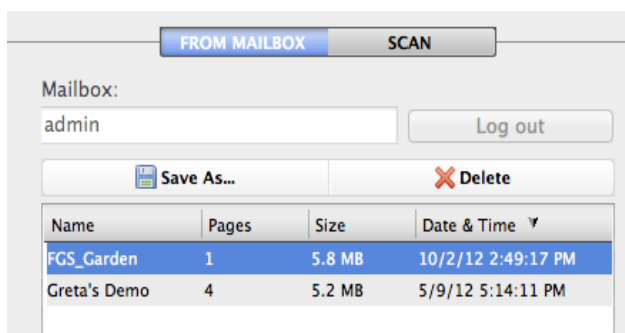 FROM MAILBOX SCAN
Mailbox:
admin Log out
Save As... Delete
Name Pages Size Date & Time
FGS_Garden 1 5.8 MB 10/2/12 2:49:17 PM
Greta's Demo 4 5.2 MB 5/9/12 5:14:11 PM